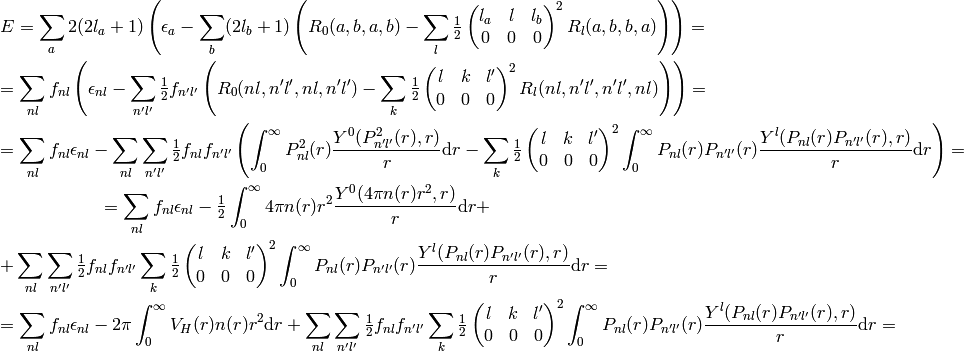 E = \sum_a 2(2l_a+1) \left( \epsilon_a - \sum_b (2l_b+1) \left( R_0(a,b,a,b) - \sum_l \frac{1}{2} \begin{pmatrix} l_a & l & l_b \\ 0 & 0 & 0 \end{pmatrix}^2 R_l(a,b,b,a) \right) \right) =
= \sum_{nl} f_{nl} \left( \epsilon_{nl} - \sum_{n'l'} \frac{1}{2} f_{n'l'} \left( R_0(nl,n'l',nl,n'l') - \sum_k \frac{1}{2} \begin{pmatrix} l & k & l' \\ 0 & 0 & 0 \end{pmatrix}^2 R_l(nl,n'l',n'l',nl) \right) \right) =
= \sum_{nl} f_{nl} \epsilon_{nl} - \sum_{nl} \sum_{n'l'} \frac{1}{2} f_{nl} f_{n'l'} \left( \int_0^\infty P_{nl}^2(r) \frac{Y^0(P_{n'l'}^2(r),r)}{r} \mathrm{d}r - \sum_k \frac{1}{2} \begin{pmatrix} l & k & l' \\ 0 & 0 & 0 \end{pmatrix}^2 \int_0^\infty P_{nl}(r) P_{n'l'}(r) \frac{Y^l(P_{nl}(r)P_{n'l'}(r),r)}{r} \mathrm{d}r \right) =
= \sum_{nl} f_{nl} \epsilon_{nl} - \frac{1}{2} \int_0^\infty 4\pi n(r) r^2 \frac{Y^0(4\pi n(r)r^2,r)}{r} \mathrm{d}r +
+ \sum_{nl} \sum_{n'l'} \frac{1}{2} f_{nl} f_{n'l'} \sum_k \frac{1}{2} \begin{pmatrix} l & k & l' \\ 0 & 0 & 0 \end{pmatrix}^2 \int_0^\infty P_{nl}(r) P_{n'l'}(r) \frac{Y^l(P_{nl}(r)P_{n'l'}(r),r)}{r} \mathrm{d}r =
= \sum_{nl} f_{nl} \epsilon_{nl} - 2\pi \int_0^\infty V_H(r) n(r) r^2 \mathrm{d}r + \sum_{nl} \sum_{n'l'} \frac{1}{2} f_{nl} f_{n'l'} \sum_k \frac{1}{2} \begin{pmatrix} l & k & l' \\ 0 & 0 & 0 \end{pmatrix}^2 \int_0^\infty P_{nl}(r) P_{n'l'}(r) \frac{Y^l(P_{nl}(r)P_{n'l'}(r),r)}{r} \mathrm{d}r =